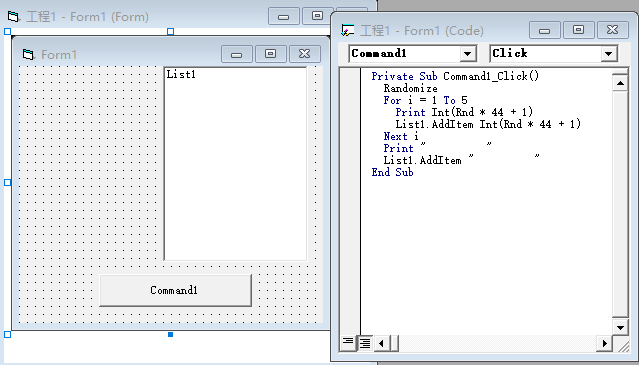 工程1 - Form1 (Form)
Form1
List1
Command1
工程1 - Form1 (Code)
Command1
Click
Private Sub Command1_Click()
Randomize
For i = 1 To 5
Print Int(Rnd * 44 + 1)
List1.AddItem Int(Rnd * 44 + 1)
Next i
Print "          "
List1.AddItem "          "
End Sub